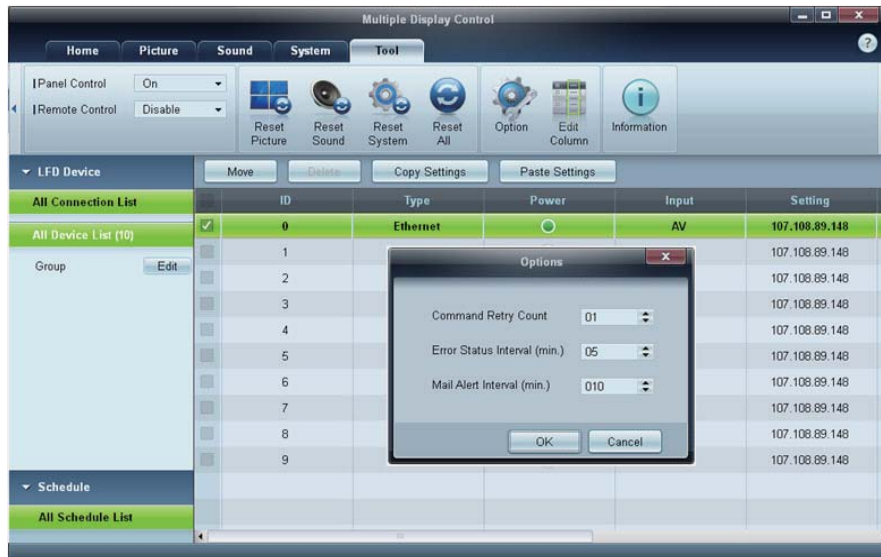 Multiple Display Control
Home Picture Sound System Tool
Panel Control On
Remote Control Disable
Reset Picture
Reset Sound
Reset System
Reset All
Option
Edit Column
Information
LFD Device
Move Delete Copy Settings Paste Settings
All Connection List
ID Type Power Input Setting
All Device List (10)
Group Edit
0 Ethernet AV 107.108.89.148
1 107.108.89.148
2 107.108.89.148
3 107.108.89.148
4 107.108.89.148
5 107.108.89.148
6 107.108.89.148
7 107.108.89.148
8 107.108.89.148
9 107.108.89.148
Options
Command Retry Count 01
Error Status Interval (min.) 05
Mail Alert Interval (min.) 010
OK Cancel
Schedule
All Schedule List